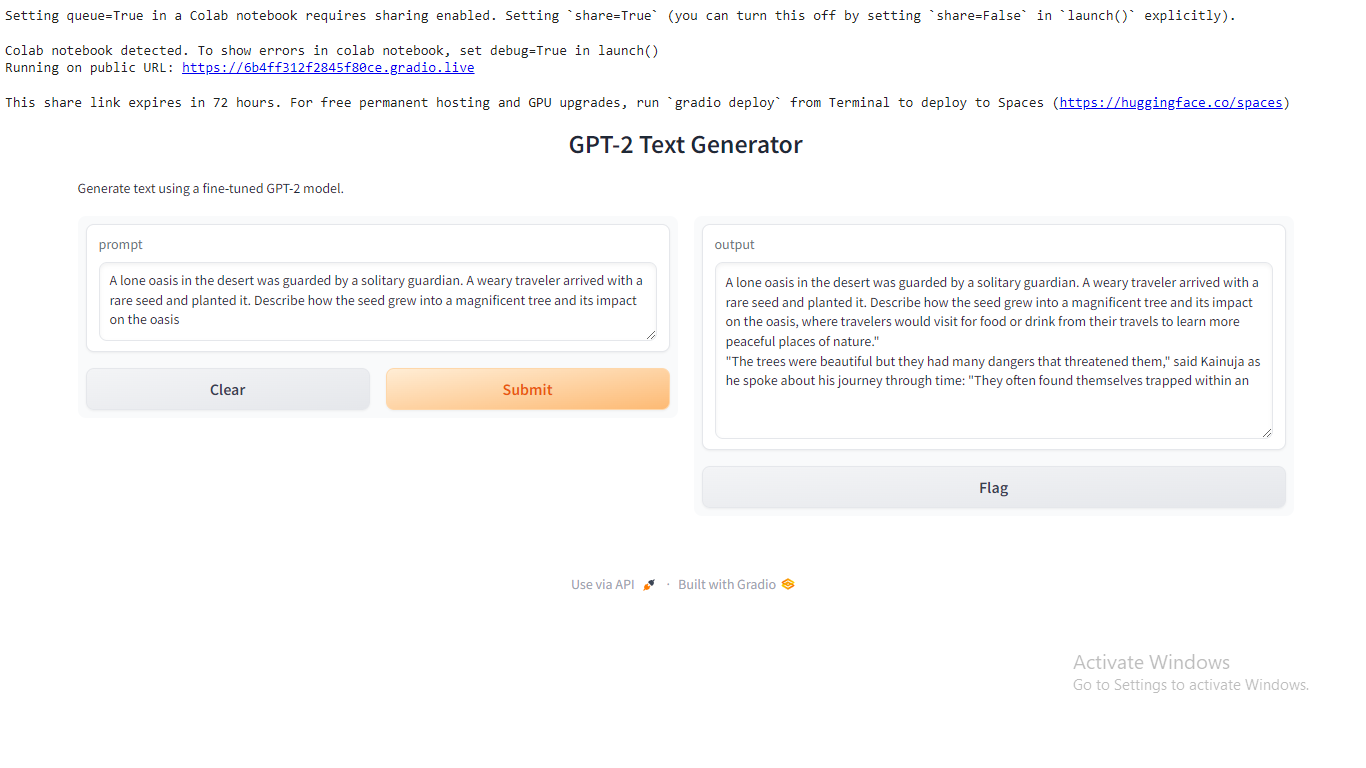 Setting queue=True in a Colab notebook requires sharing enabled. Setting `share=True` (you can turn this off by setting `share=False` in `launch()` explicitly).
Colab notebook detected. To show errors in colab notebook, set debug=True in launch()
Running on public URL: https://6b4ff312f2845f80ce.gradio.live
This share link expires in 72 hours. For free permanent hosting and GPU upgrades, run `gradio deploy` from Terminal to deploy to Spaces (https://huggingface.co/spaces)
GPT-2 Text Generator
Generate text using a fine-tuned GPT-2 model.
prompt
A lone oasis in the desert was guarded by a solitary guardian. A weary traveler arrived with a
rare seed and planted it. Describe how the seed grew into a magnificent tree and its impact
on the oasis
Clear
Submit
output
A lone oasis in the desert was guarded by a solitary guardian. A weary traveler arrived with a
rare seed and planted it. Describe how the seed grew into a magnificent tree and its impact
on the oasis, where travelers would visit for food or drink from their travels to learn more
peaceful places of nature."
"The trees were beautiful but they had many dangers that threatened them," said Kainuja as
he spoke about his journey through time: "They often found themselves trapped within an
Flag
Use via API · Built with Gradio
Activate Windows
Go to Settings to activate Windows.